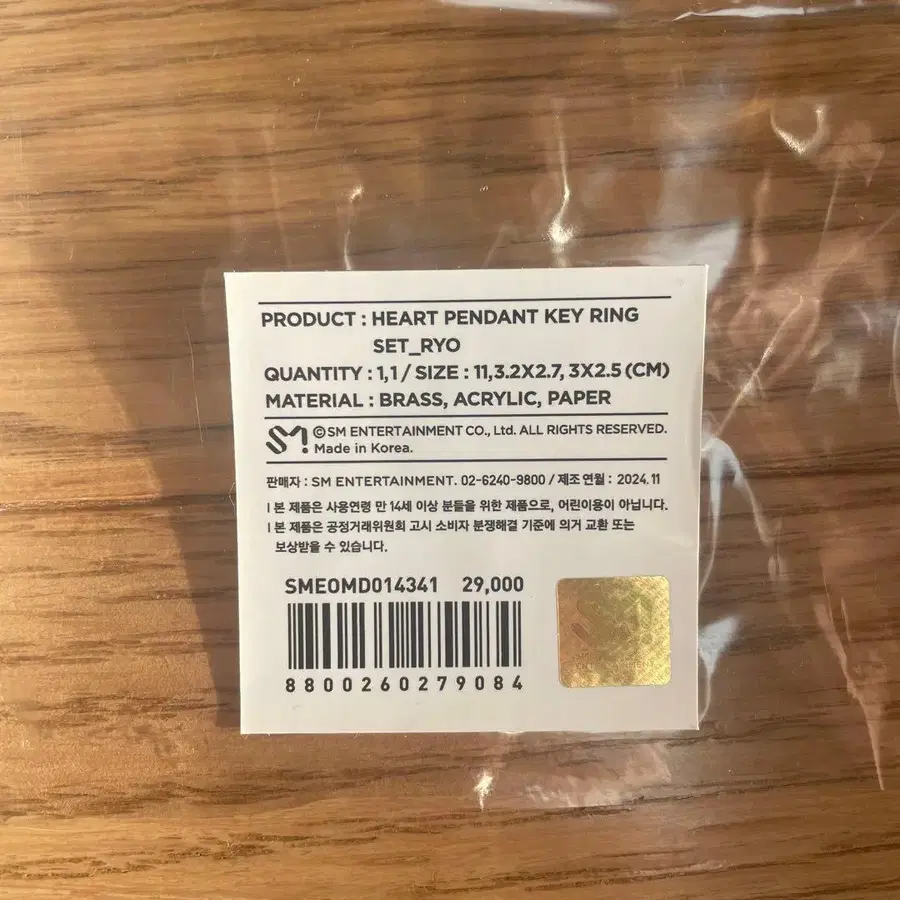 PRODUCT : HEART PENDANT KEY RING
SET_RYO
QUANTITY : 1,1 / SIZE : 11,3.2X2.7, 3X2.5 (CM)
MATERIAL : BRASS, ACRYLIC, PAPER
SM ©SM ENTERTAINMENT CO., Ltd. ALL RIGHTS RESERVED.
Made in Korea.
판매자 : SM ENTERTAINMENT. 02-6240-9800 / 제조 연월 : 2024.11
I 본 제품은 사용연령 만 14세 이상 분들을 위한 제품으로, 어린이용이 아닙니다.
I 본 제품은 공정거래위원회 고시 소비자 분쟁해결 기준에 의거 교환 또는
보상받을 수 있습니다.
SMEOMD014341 29,000
8800260279084